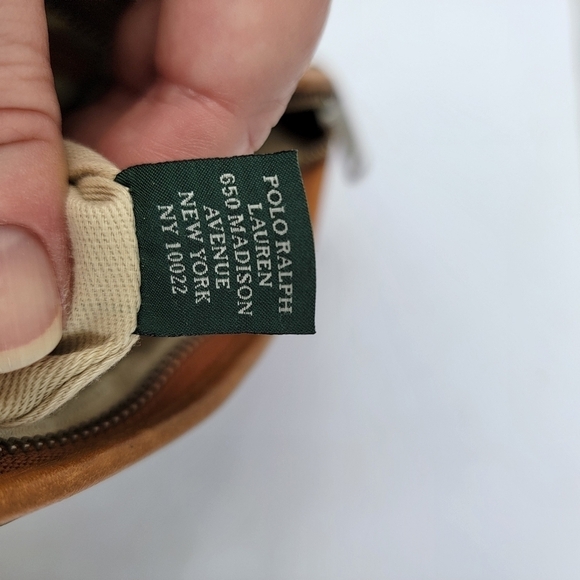 POLO RALPH
LAUREN
650 MADISON
AVENUE
NEW YORK
NY 10022